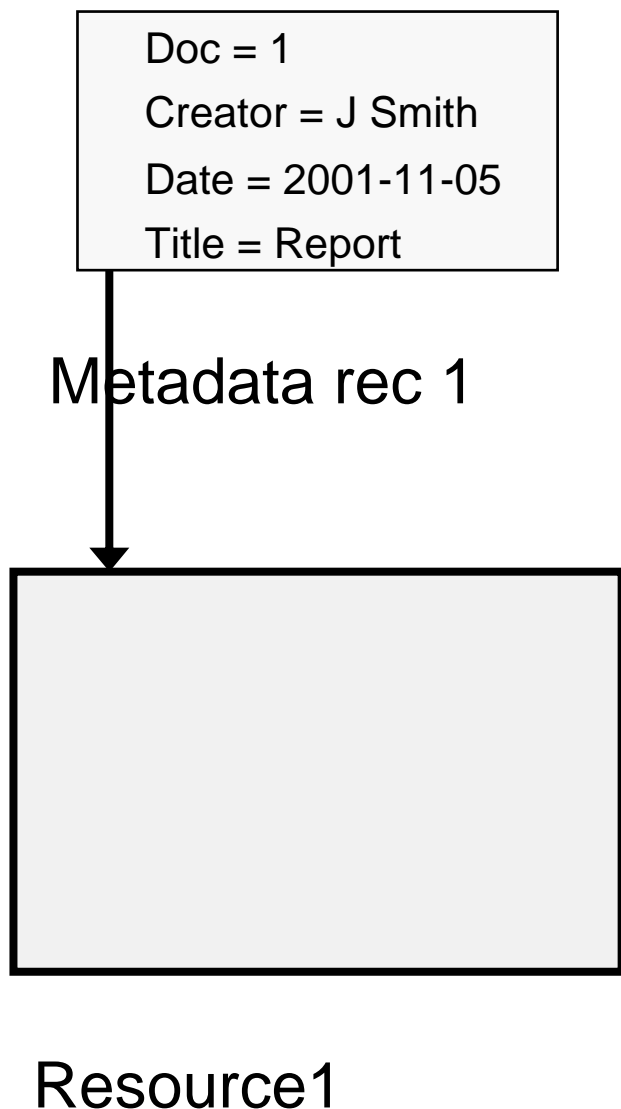 Doc = 1
Creator = J Smith
Date = 2001-11-05
Title = Report
Metadata rec 1
Resource1